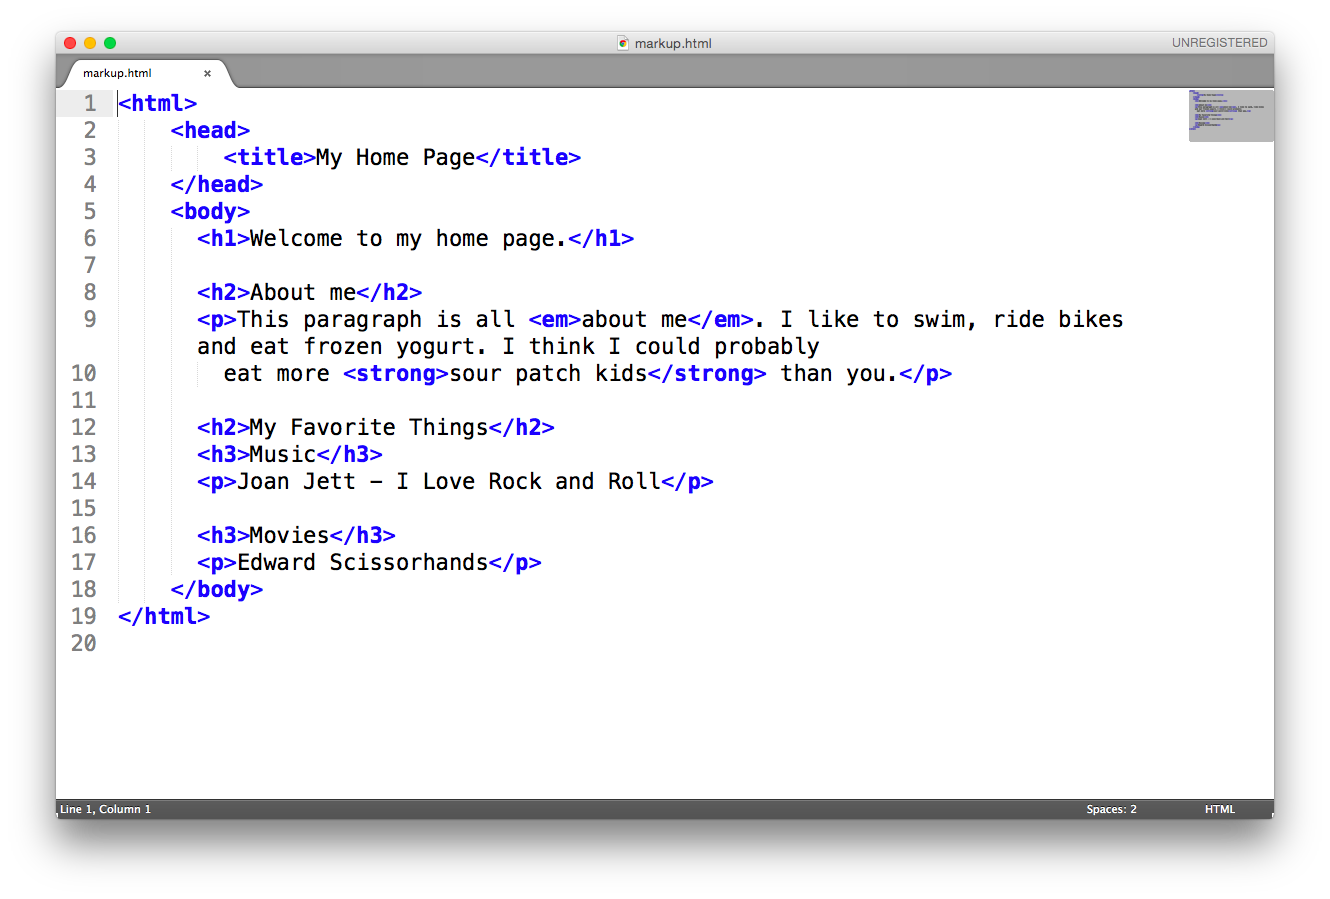 markup.html
UNREGISTERED
markup.html ×
1 <html>
2 <head>
3 <title>My Home Page</title>
4 </head>
5 <body>
6 <h1>Welcome to my home page.</h1>
7
8 <h2>About me</h2>
9 <p>This paragraph is all <em>about me</em>. I like to swim, ride bikes
and eat frozen yogurt. I think I could probably
10 eat more <strong>sour patch kids</strong> than you.</p>
11
12 <h2>My Favorite Things</h2>
13 <h3>Music</h3>
14 <p>Joan Jett - I Love Rock and Roll</p>
15
16 <h3>Movies</h3>
17 <p>Edward Scissorhands</p>
18 </body>
19 </html>
20
Line 1, Column 1
Spaces: 2
HTML